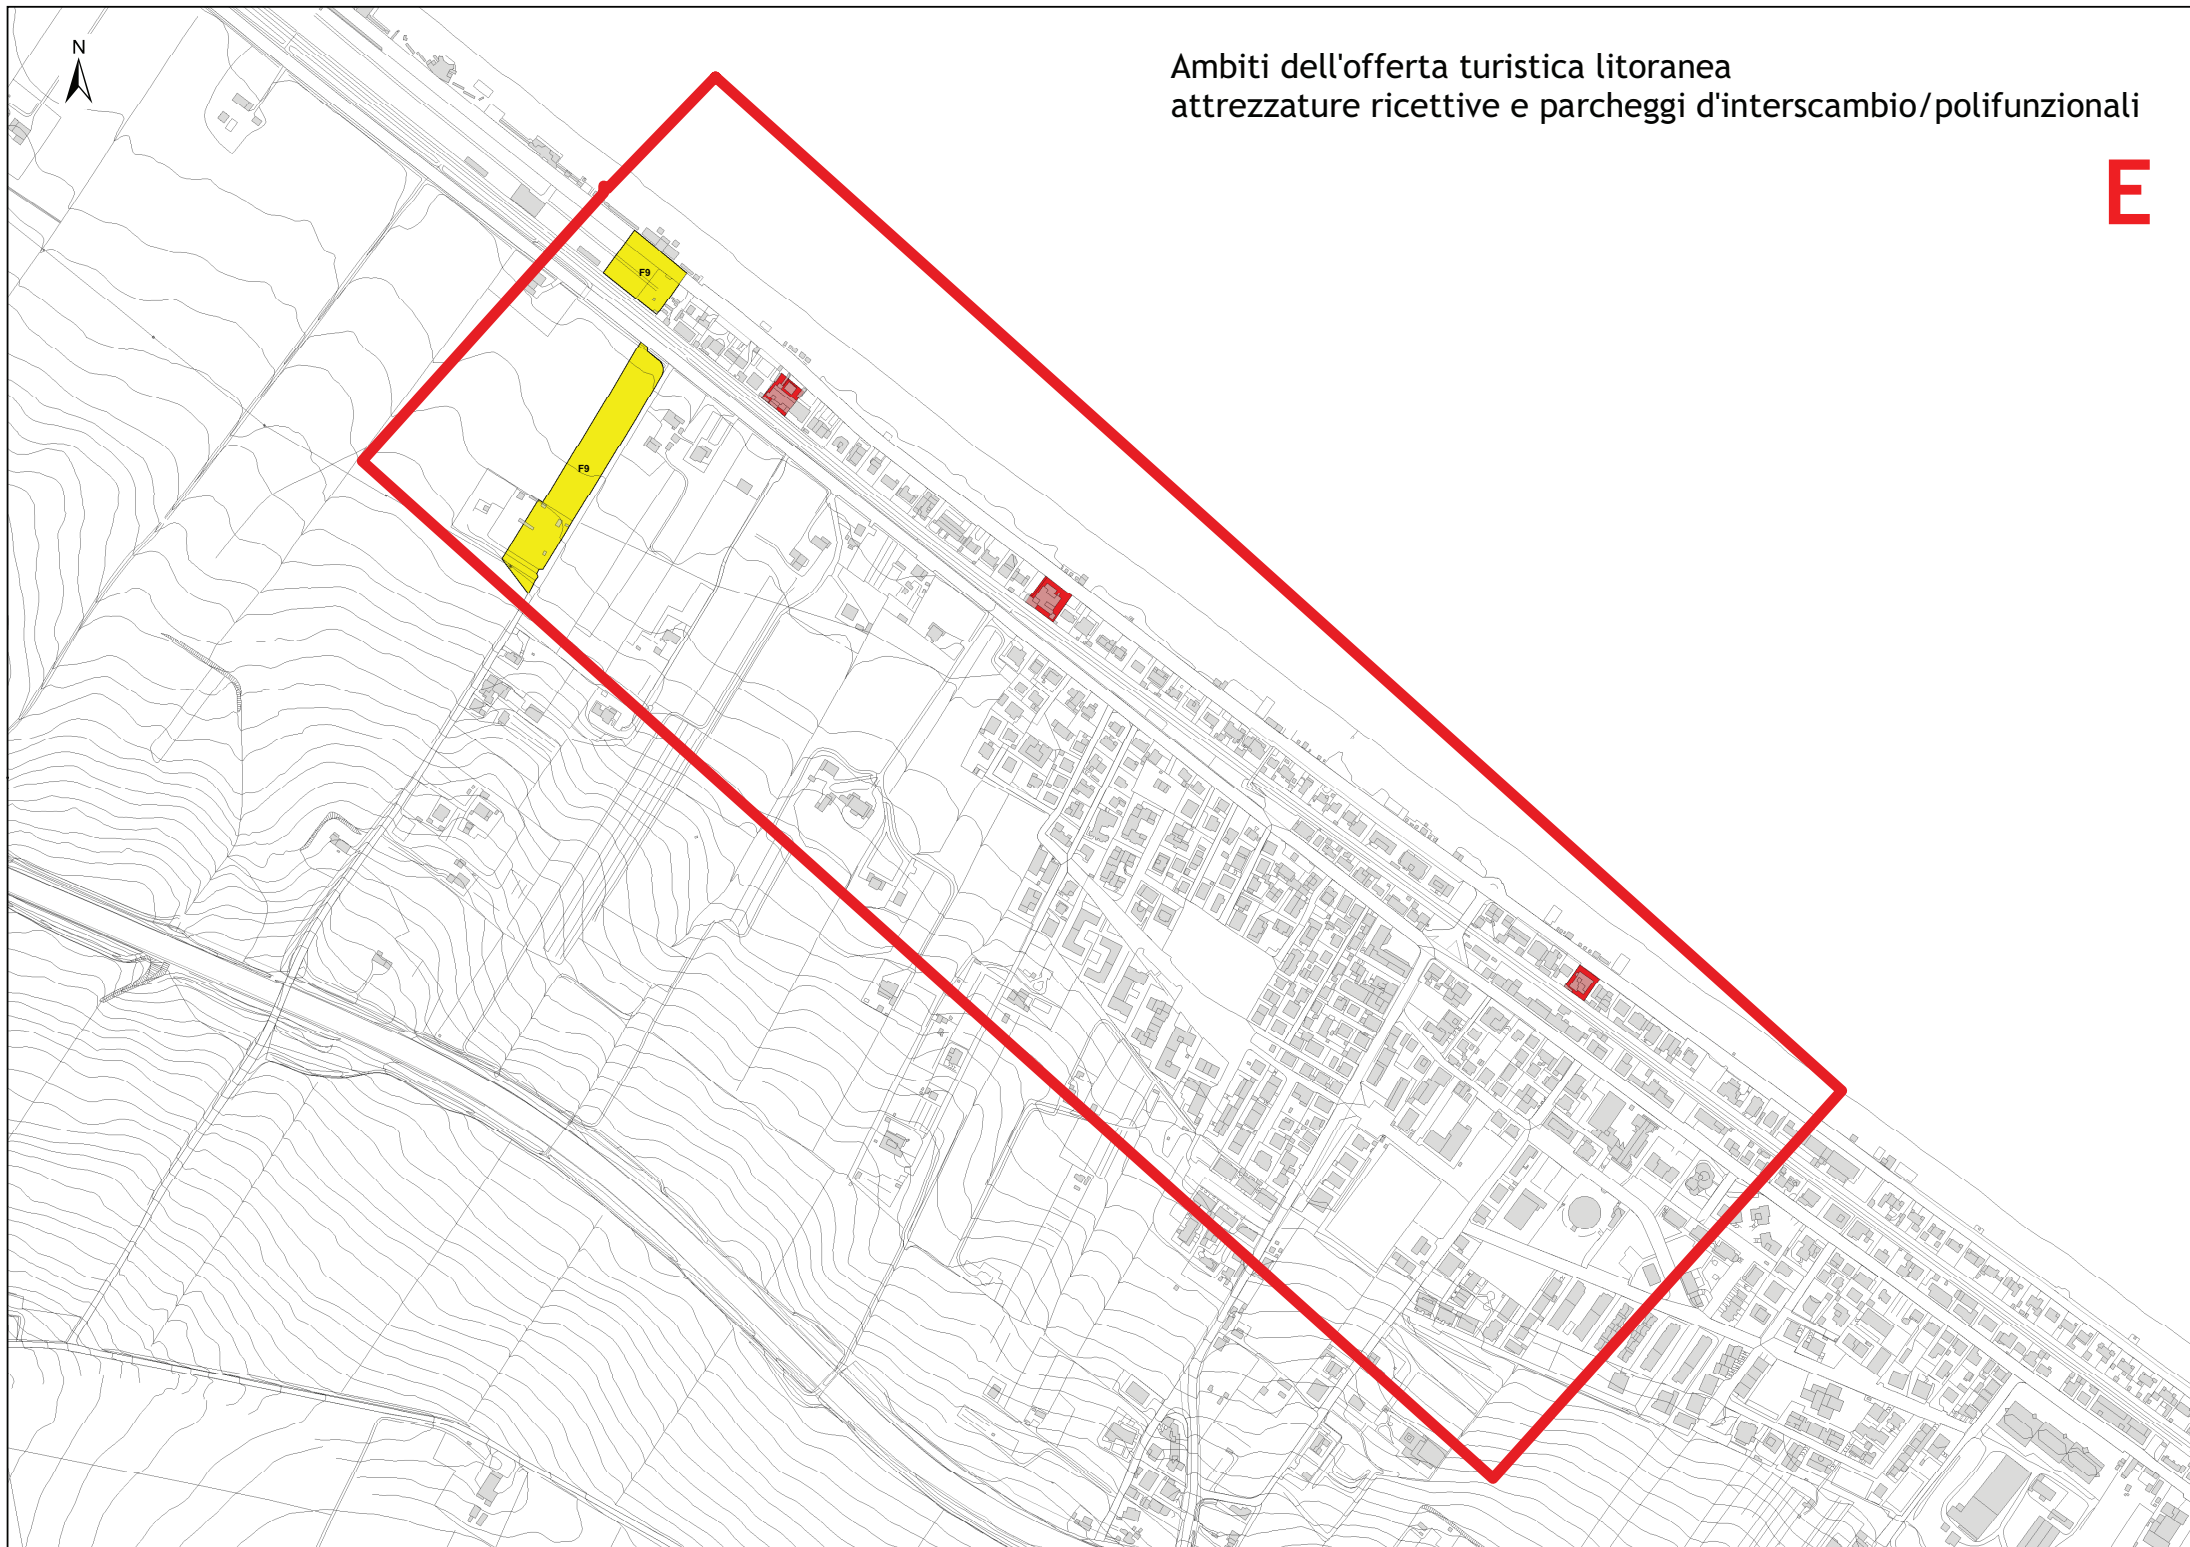 N
Ambiti dell'offerta turistica litoranea
attrezzature ricettive e parcheggi d'interscambio/polifunzionali
E
F9
F9